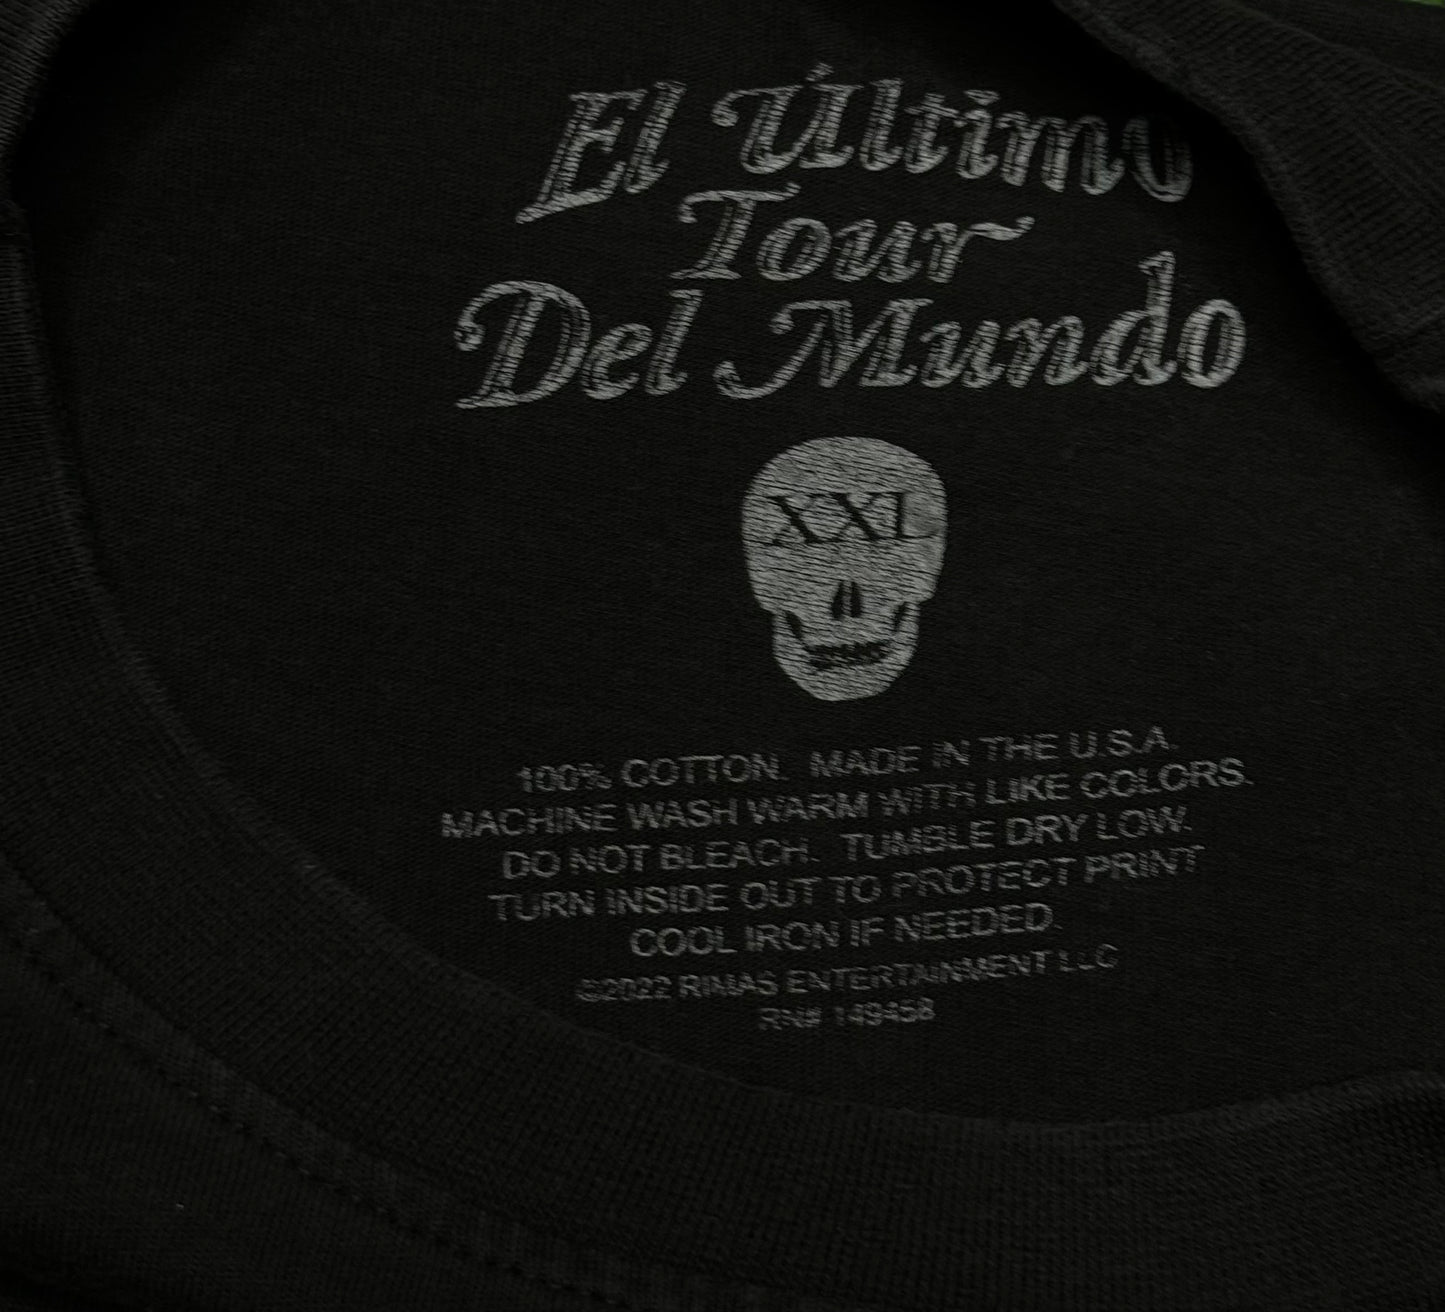 El Último
Tour
Del Mundo
XXL
100% COTTON. MADE IN THE U.S.A.
MACHINE WASH WARM WITH LIKE COLORS.
DO NOT BLEACH. TUMBLE DRY LOW.
TURN INSIDE OUT TO PROTECT PRINT
COOL IRON IF NEEDED.
©2022 RIMAS ENTERTAINMENT LLC
RN# 149458